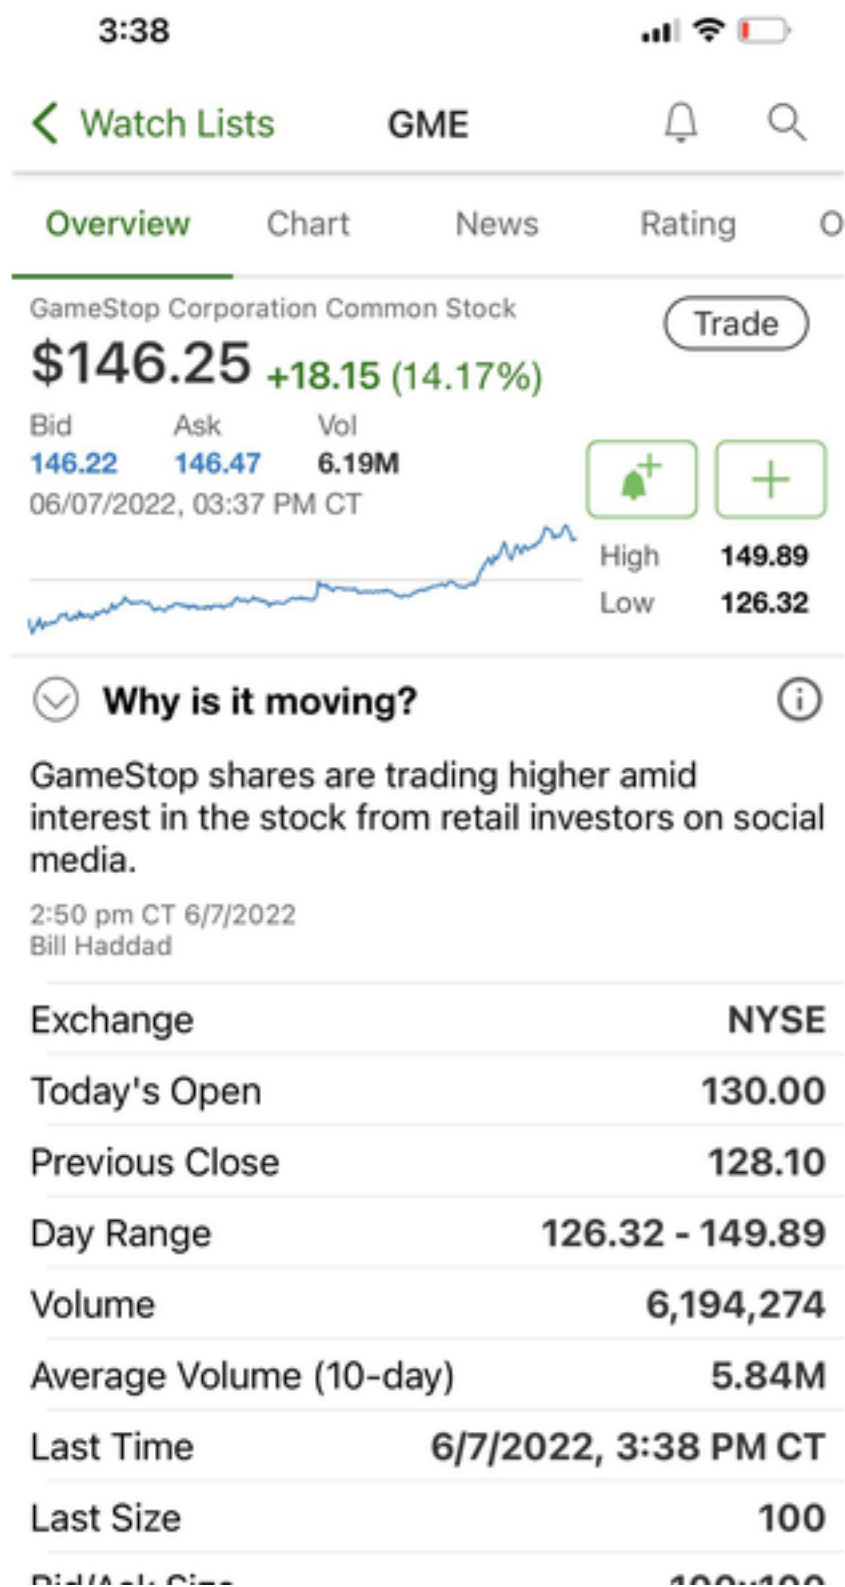 3:38
Watch Lists GME
Overview Chart News Rating O
GameStop Corporation Common Stock
Trade
$146.25 +18.15 (14.17%)
Bid Ask Vol
146.22 146.47 6.19M
06/07/2022, 03:37 PM CT
High 149.89
Low 126.32
Why is it moving?
GameStop shares are trading higher amid
interest in the stock from retail investors on social
media.
2:50 pm CT 6/7/2022
Bill Haddad
Exchange NYSE
Today's Open 130.00
Previous Close 128.10
Day Range 126.32 - 149.89
Volume 6,194,274
Average Volume (10-day) 5.84M
Last Time 6/7/2022, 3:38 PM CT
Last Size 100
Bid/Ask Size 100x100